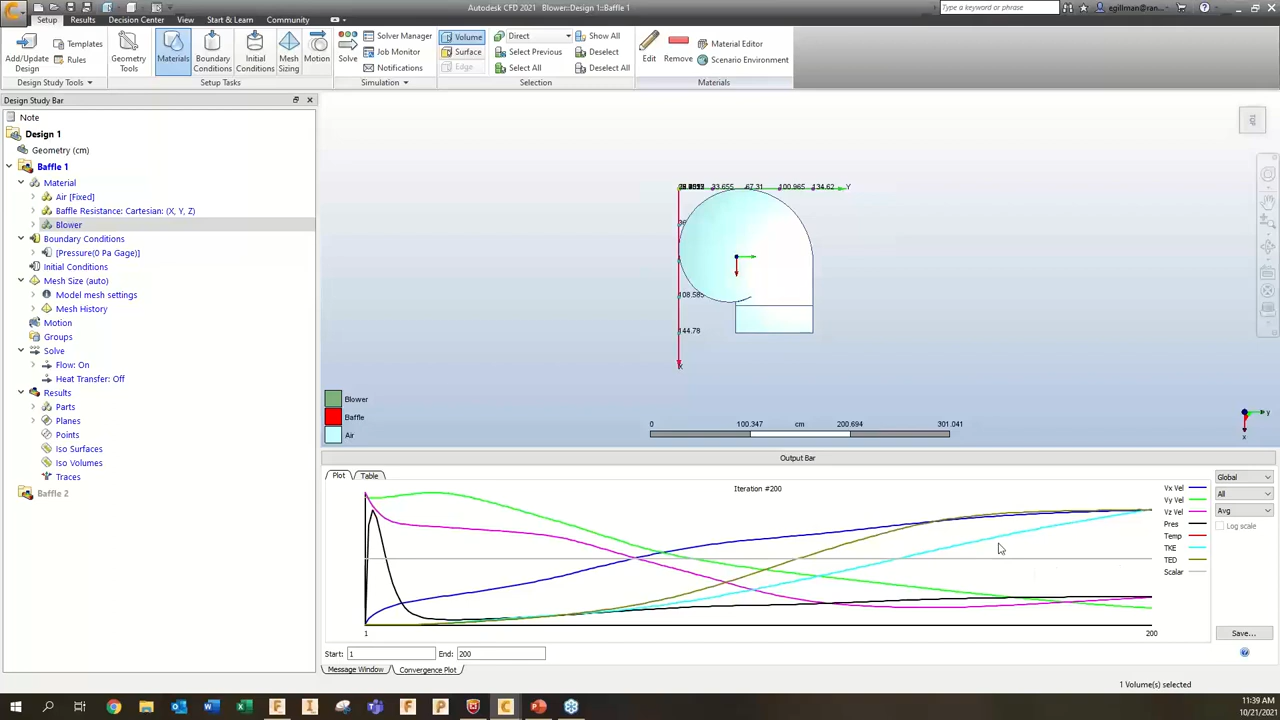 Autodesk CFD 2021 Blower::Design 1::Baffle 1
Type a keyword or phrase
egillman@ran...
Setup Results Decision Center View Start & Learn Community
Add/Update Design
Templates
Rules
Geometry Tools
Materials
Boundary Conditions
Initial Conditions
Mesh Sizing
Motion
Solve
Solver Manager
Job Monitor
Notifications
Volume
Surface
Edge
Direct
Select Previous
Select All
Show All
Deselect
Deselect All
Edit
Remove
Material Editor
Scenario Environment
Design Study Tools Setup Tasks Simulation Selection Materials
Design Study Bar
Note
Design 1
Geometry (cm)
Baffle 1
Material
Air [Fixed]
Baffle Resistance: Cartesian: (X, Y, Z)
Blower
Boundary Conditions
[Pressure(0 Pa Gage)]
Initial Conditions
Mesh Size (auto)
Model mesh settings
Mesh History
Motion
Groups
Solve
Flow: On
Heat Transfer: Off
Results
Parts
Planes
Points
Iso Surfaces
Iso Volumes
Traces
Baffle 2
TOP
33.655 67.31 100.965 134.62 Y
108.585
144.78
X
Blower
Baffle
Air
0 100.347 cm 200.694 301.041
y
x
Output Bar
Plot Table
Iteration #200
Vx Vel
Vy Vel
Vz Vel
Pres
Temp
TKE
TED
Scalar
Global
All
Avg
Log scale
1 200
Save...
Start: 1 End: 200
Message Window Convergence Plot
1 Volume(s) selected
11:39 AM
10/21/2021